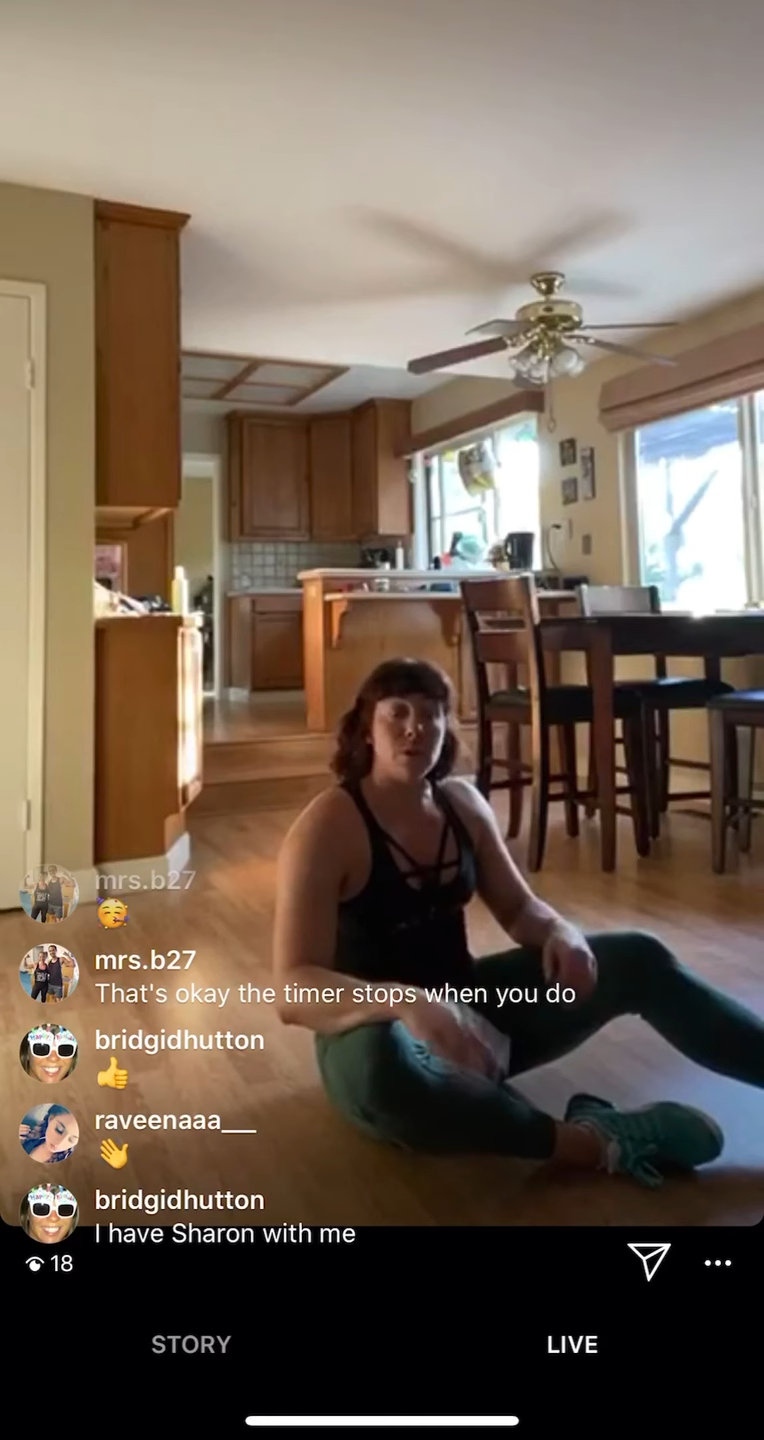 mrs.b27
🥳
mrs.b27
That's okay the timer stops when you do
bridgidhutton
👍
raveenaaa___
👋
bridgidhutton
I have Sharon with me
18
STORY
LIVE